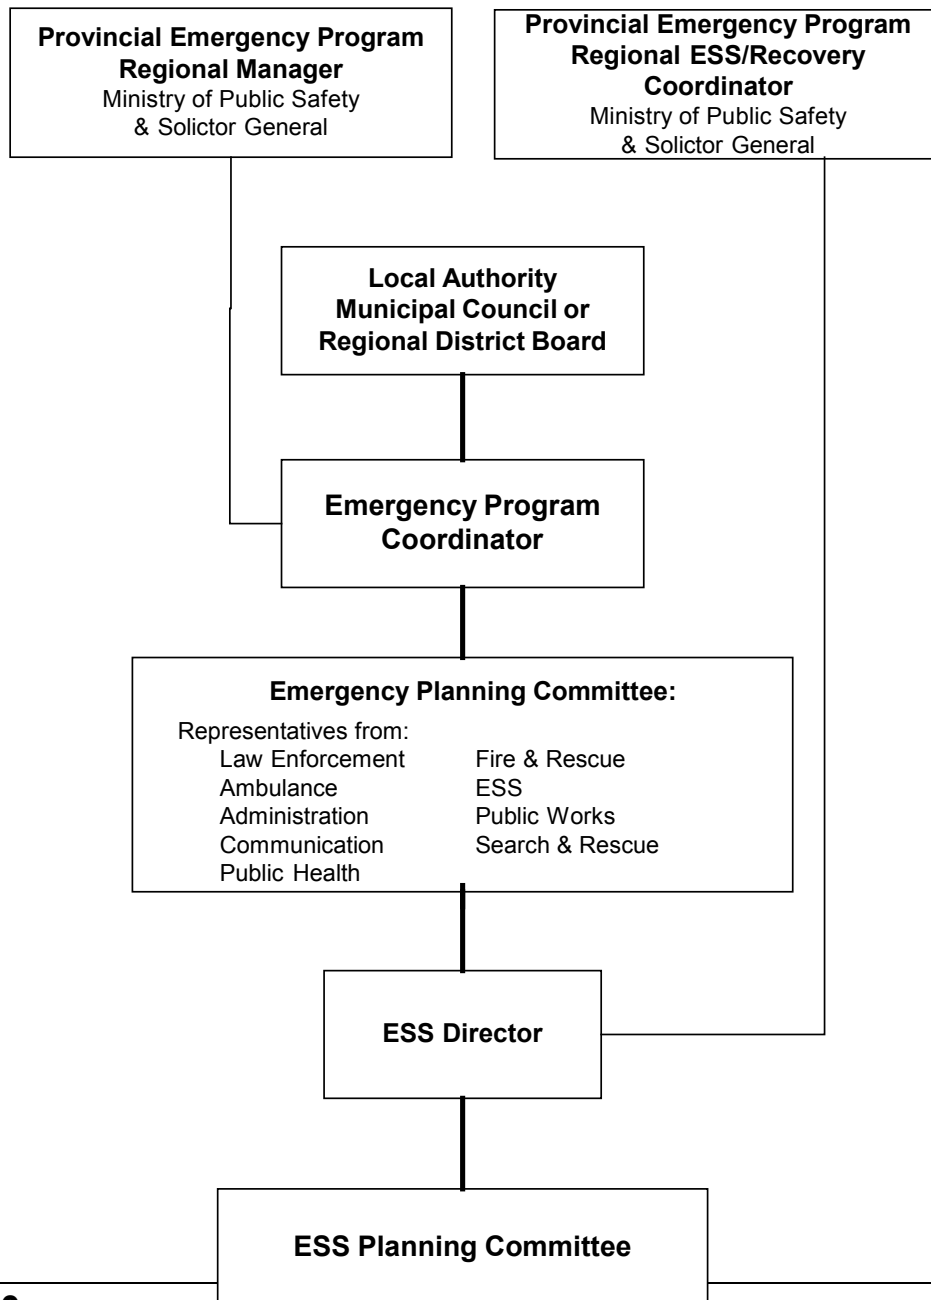 Provincial Emergency Program
Regional Manager
Ministry of Public Safety
& Solictor General
Provincial Emergency Program
Regional ESS/Recovery
Coordinator
Ministry of Public Safety
& Solictor General
Local Authority
Municipal Council or
Regional District Board
Emergency Program
Coordinator
Emergency Planning Committee:
Representatives from:
Law Enforcement Fire & Rescue
Ambulance ESS
Administration Public Works
Communication Search & Rescue
Public Health
ESS Director
ESS Planning Committee